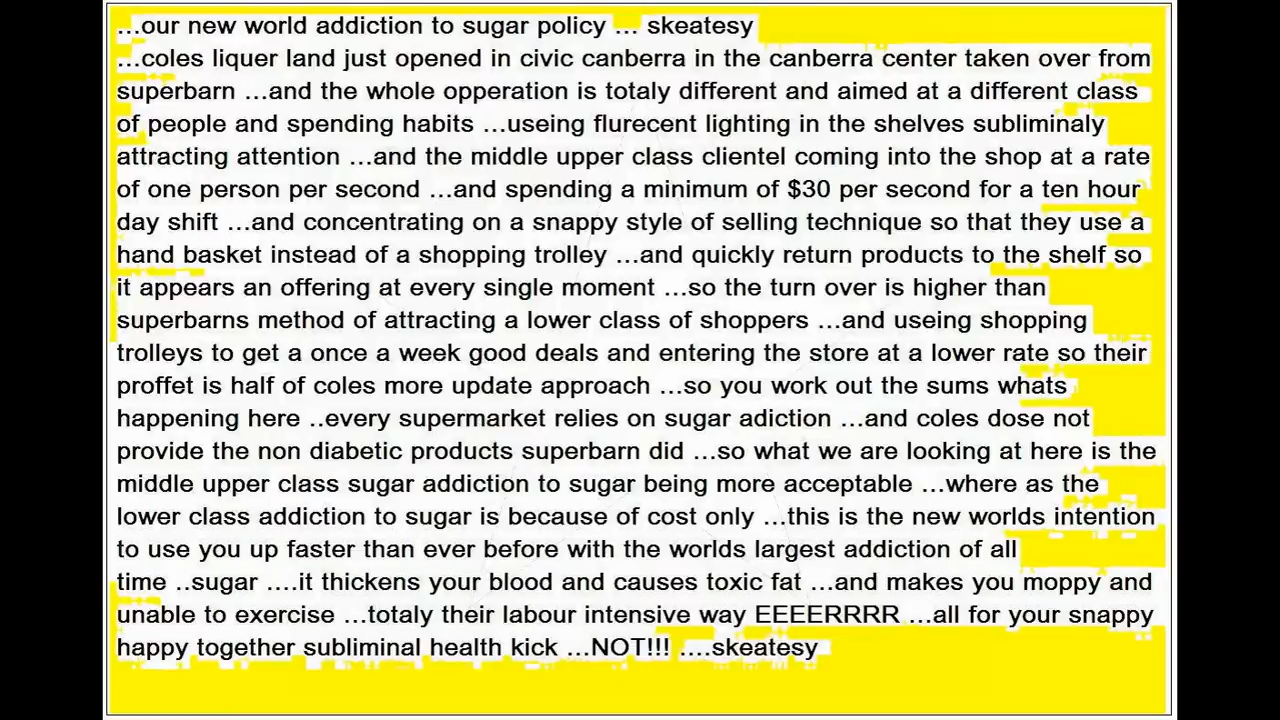 ...our new world addiction to sugar policy ... skeatesy
...coles liquer land just opened in civic canberra in the canberra center taken over from
superbarn ...and the whole opperation is totaly different and aimed at a different class
of people and spending habits ...useing flurecent lighting in the shelves subliminaly
attracting attention ...and the middle upper class clientel coming into the shop at a rate
of one person per second ...and spending a minimum of $30 per second for a ten hour
day shift ...and concentrating on a snappy style of selling technique so that they use a
hand basket instead of a shopping trolley ...and quickly return products to the shelf so
it appears an offering at every single moment ...so the turn over is higher than
superbarns method of attracting a lower class of shoppers ...and useing shopping
trolleys to get a once a week good deals and entering the store at a lower rate so their
proffet is half of coles more update approach ...so you work out the sums whats
happening here ..every supermarket relies on sugar adiction ...and coles dose not
provide the non diabetic products superbarn did ...so what we are looking at here is the
middle upper class sugar addiction to sugar being more acceptable ...where as the
lower class addiction to sugar is because of cost only ...this is the new worlds intention
to use you up faster than ever before with the worlds largest addiction of all
time ..sugar ....it thickens your blood and causes toxic fat ...and makes you moppy and
unable to exercise ...totaly their labour intensive way EEEERRRR ...all for your snappy
happy together subliminal health kick ...NOT!!! ....skeatesy